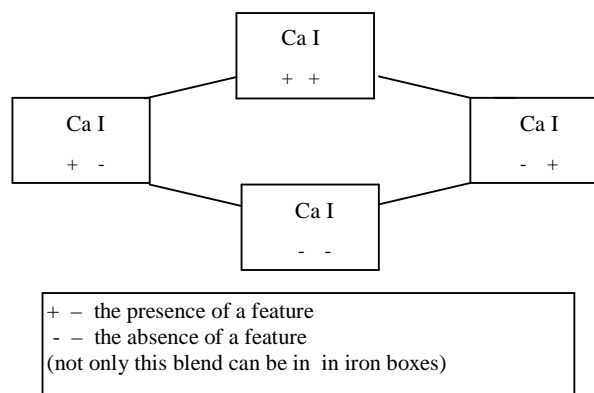 Ca I
+ +
Ca I
+ -
Ca I
- +
Ca I
- -
+ – the presence of a feature
- – the absence of a feature
(not only this blend can be in in iron boxes)